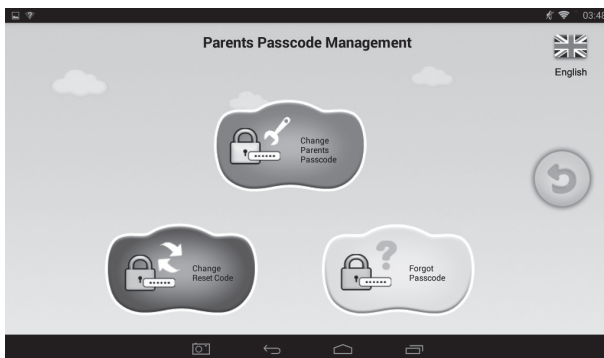 03:48
Parents Passcode Management
English
Change
Parents
Passcode
Change
Reset Code
Forgot
Passcode